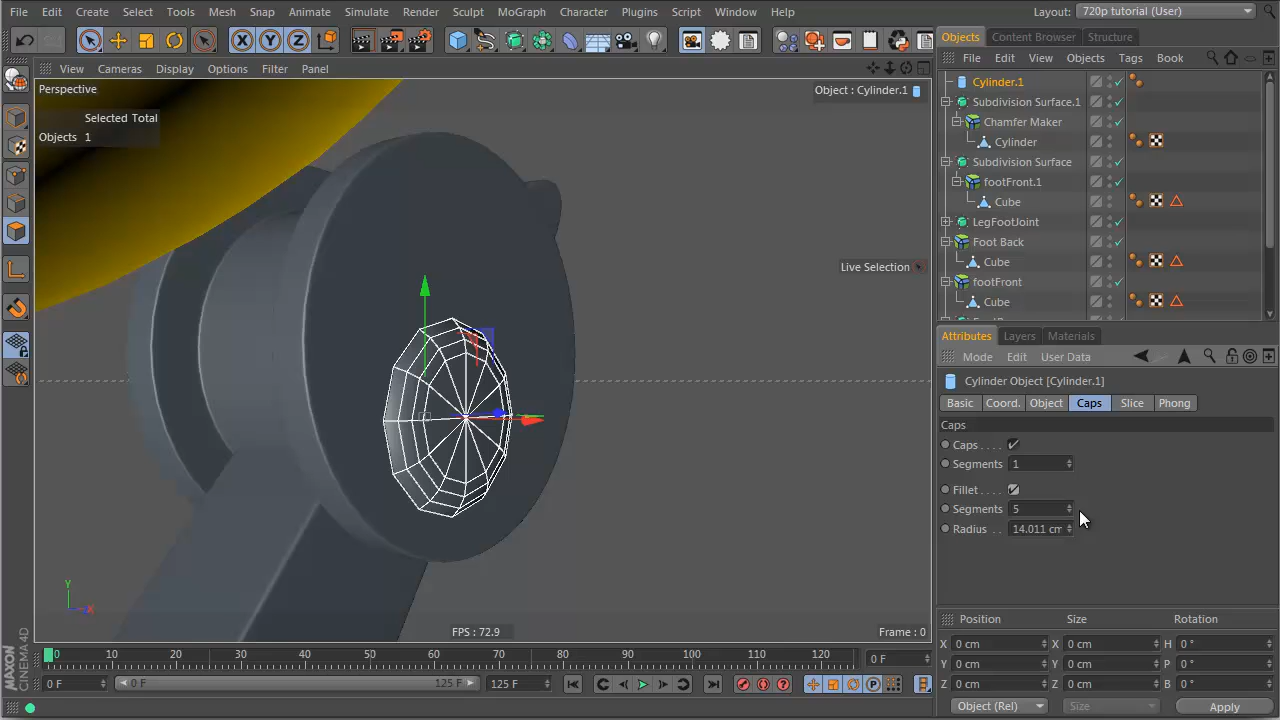 File Edit Create Select Tools Mesh Snap Animate Simulate Render Sculpt MoGraph Character Plugins Script Window Help Layout: 720p tutorial (User)
Objects Content Browser Structure
View Cameras Display Options Filter Panel
File Edit View Objects Tags Book
Perspective
Object : Cylinder.1
Selected Total
Objects 1
Live Selection
FPS : 72.9
Frame : 0
Y
X
Cylinder.1
Subdivision Surface.1
Chamfer Maker
Cylinder
Subdivision Surface
footFront.1
Cube
LegFootJoint
Foot Back
Cube
footFront
Cube
Attributes Layers Materials
Mode Edit User Data
Cylinder Object [Cylinder.1]
Basic Coord. Object Caps Slice Phong
Caps
Caps . . . .
Segments 1
Fillet . . . .
Segments 5
Radius . . 14.011 cm
Position Size Rotation
X 0 cm X 0 cm H 0 °
Y 0 cm Y 0 cm P 0 °
Z 0 cm Z 0 cm B 0 °
Object (Rel) Size Apply
0 10 20 30 40 50 60 70 80 90 100 110 120 0 F
0 F 0 F 125 F 125 F
MAXON
CINEMA4D